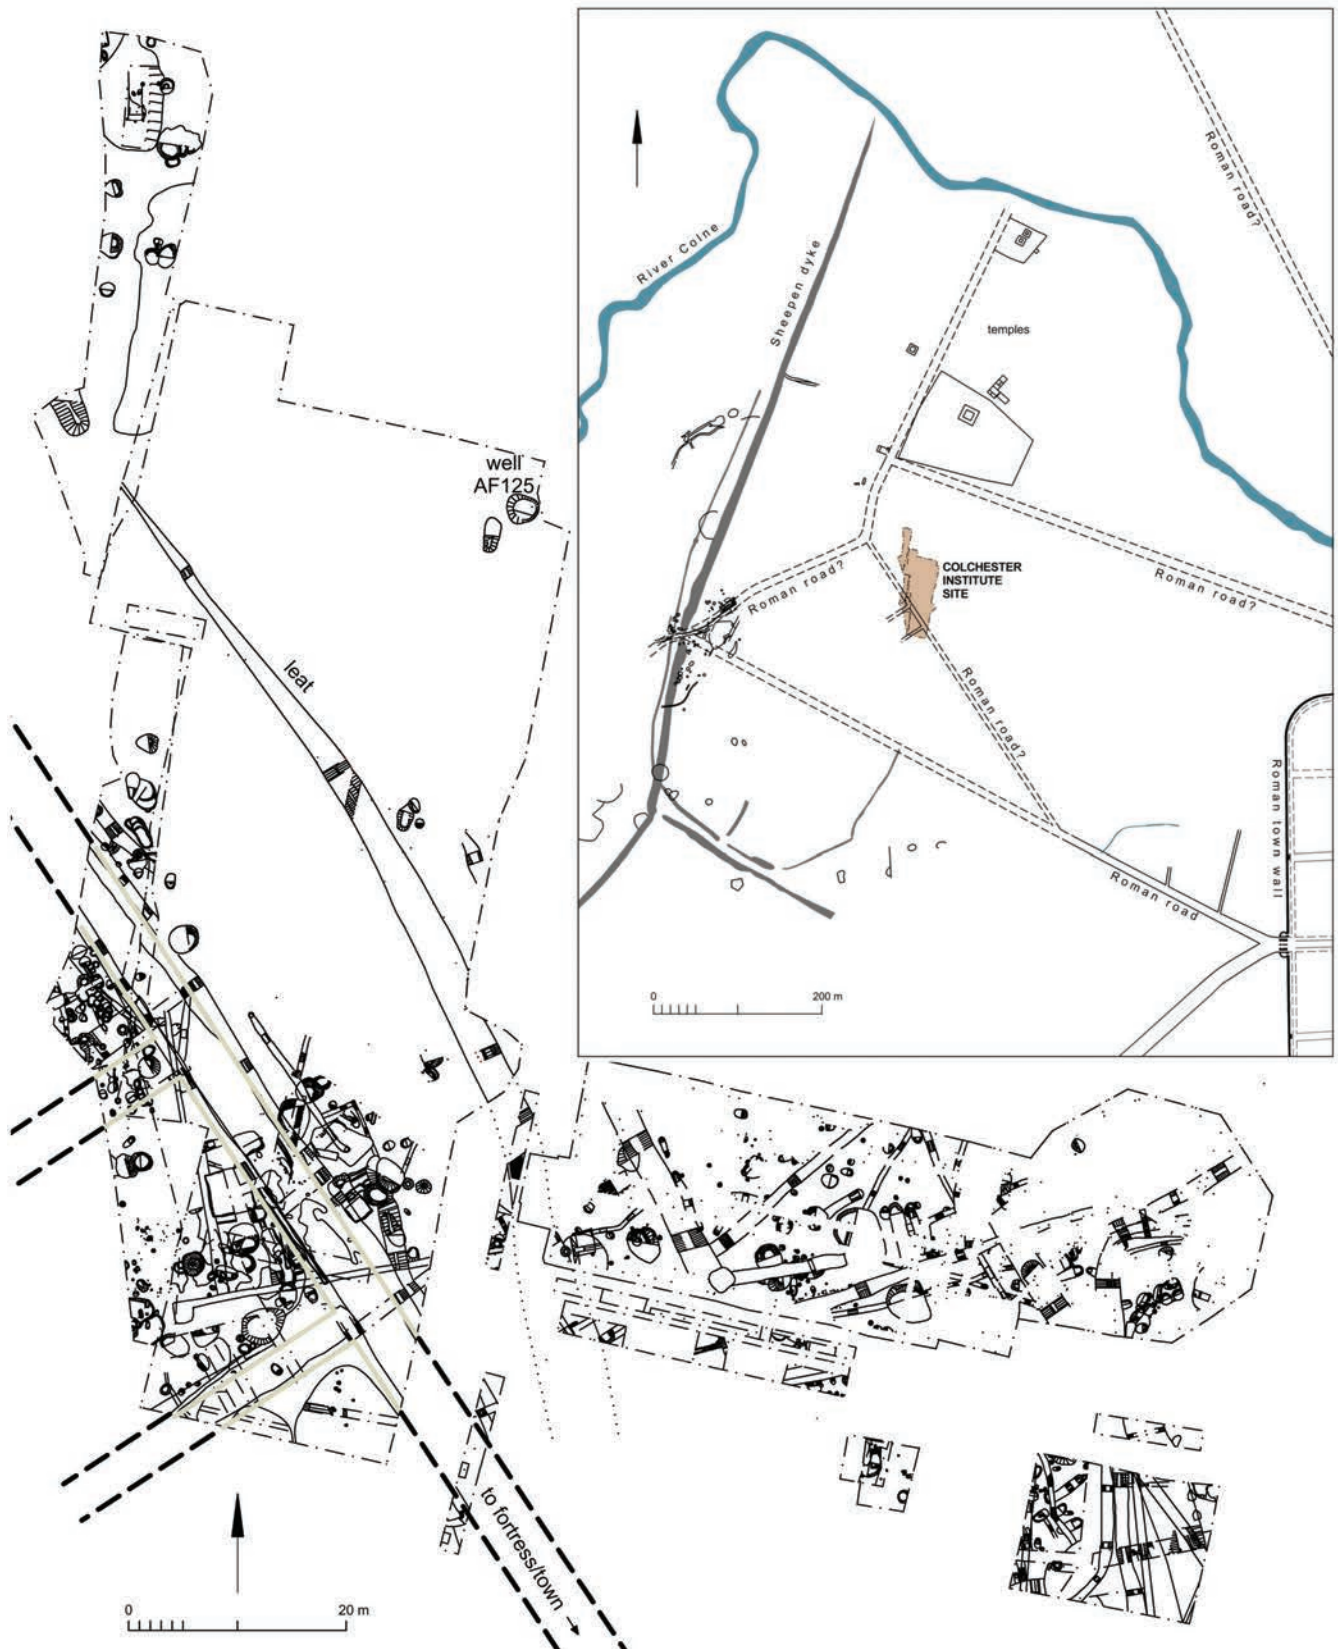 River Colne
Sheepen dyke
Roman road?
temples
well
AF125
COLCHESTER
INSTITUTE
SITE
Roman road?
Roman road?
Roman road?
leat
Roman town wall
Roman road
0 200 m
to fortress/town
0 20 m